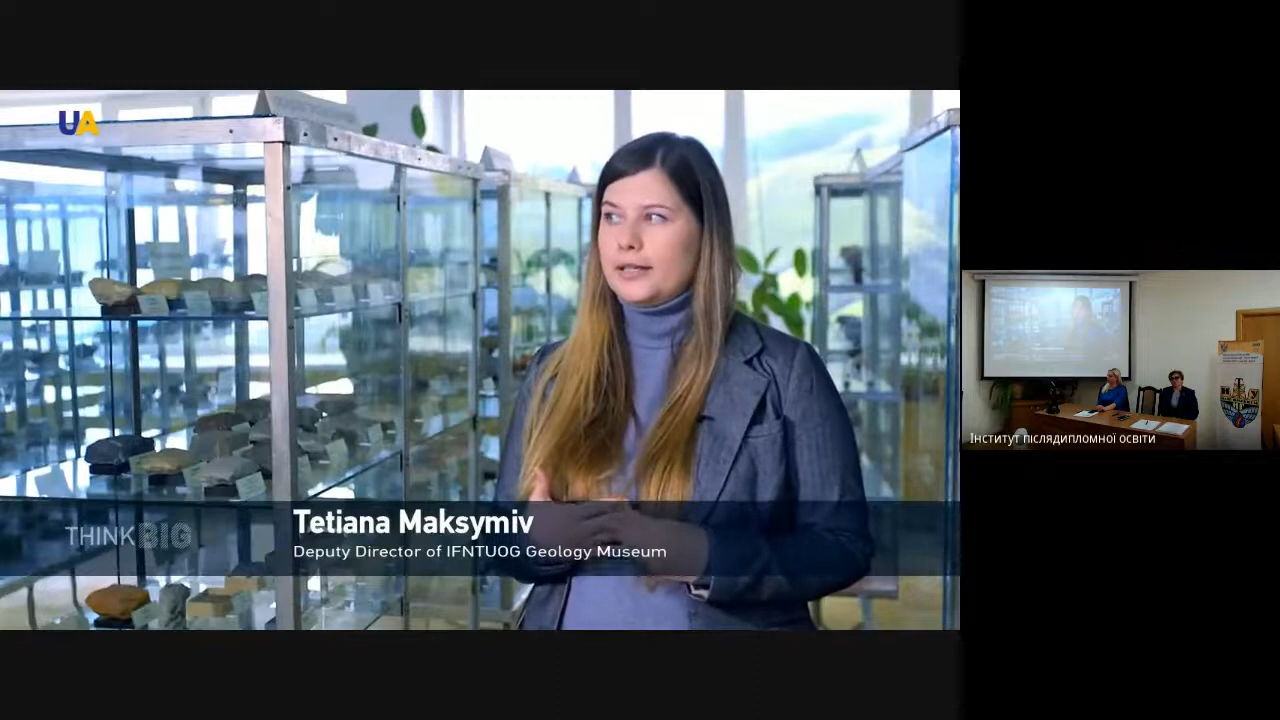 UA
THINK BIG
Tetiana Maksymiv
Deputy Director of IFNTUOG Geology Museum
Інститут післядипломної освіти